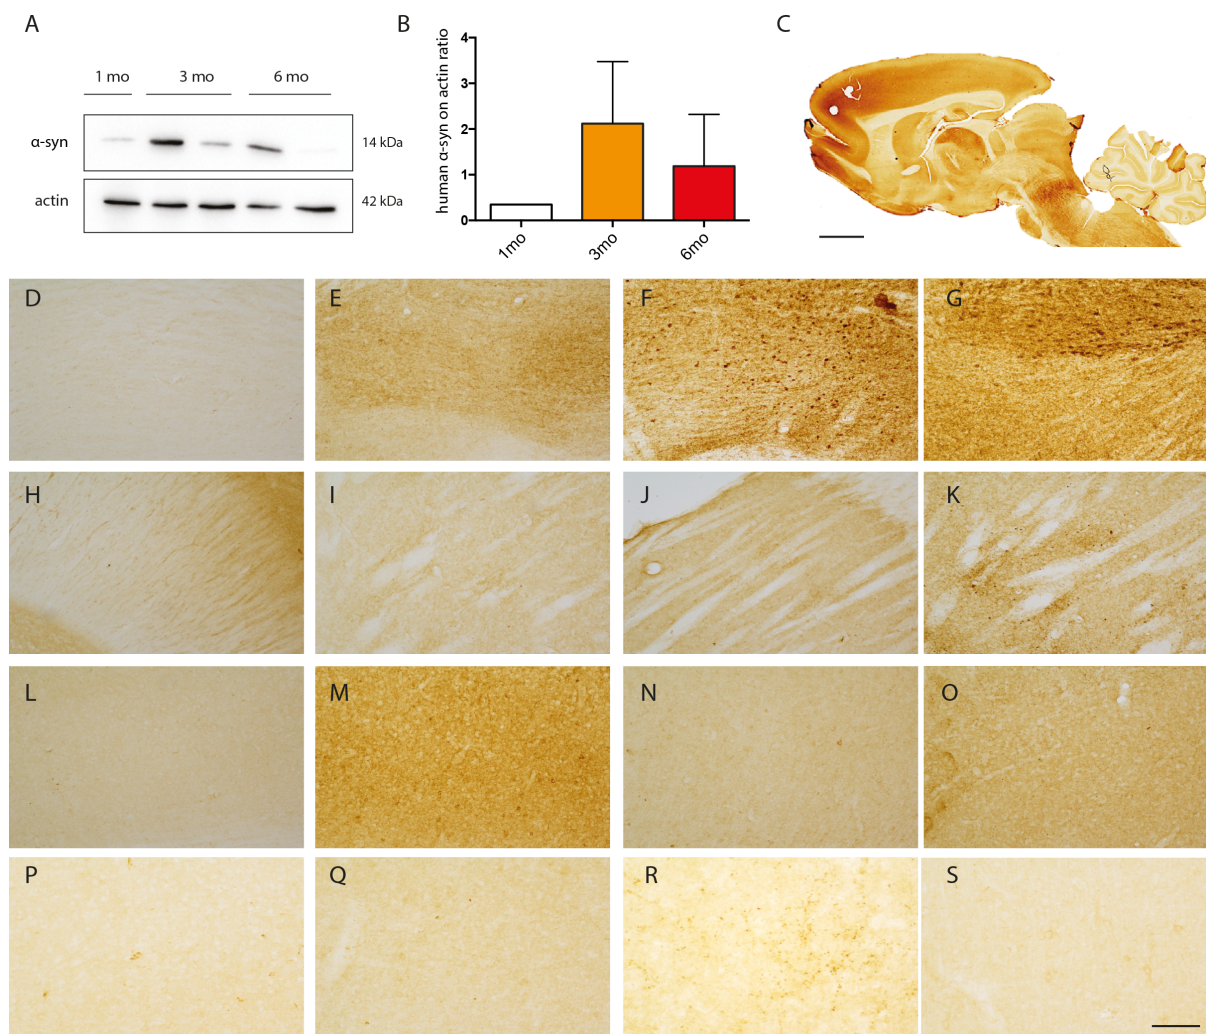 A
1 mo 3 mo 6 mo
α-syn 14 kDa
actin 42 kDa
B
human α-syn on actin ratio
4
3
2
1
0
1mo 3mo 6mo
C
D E F G
H I J K
L M N O
P Q R S